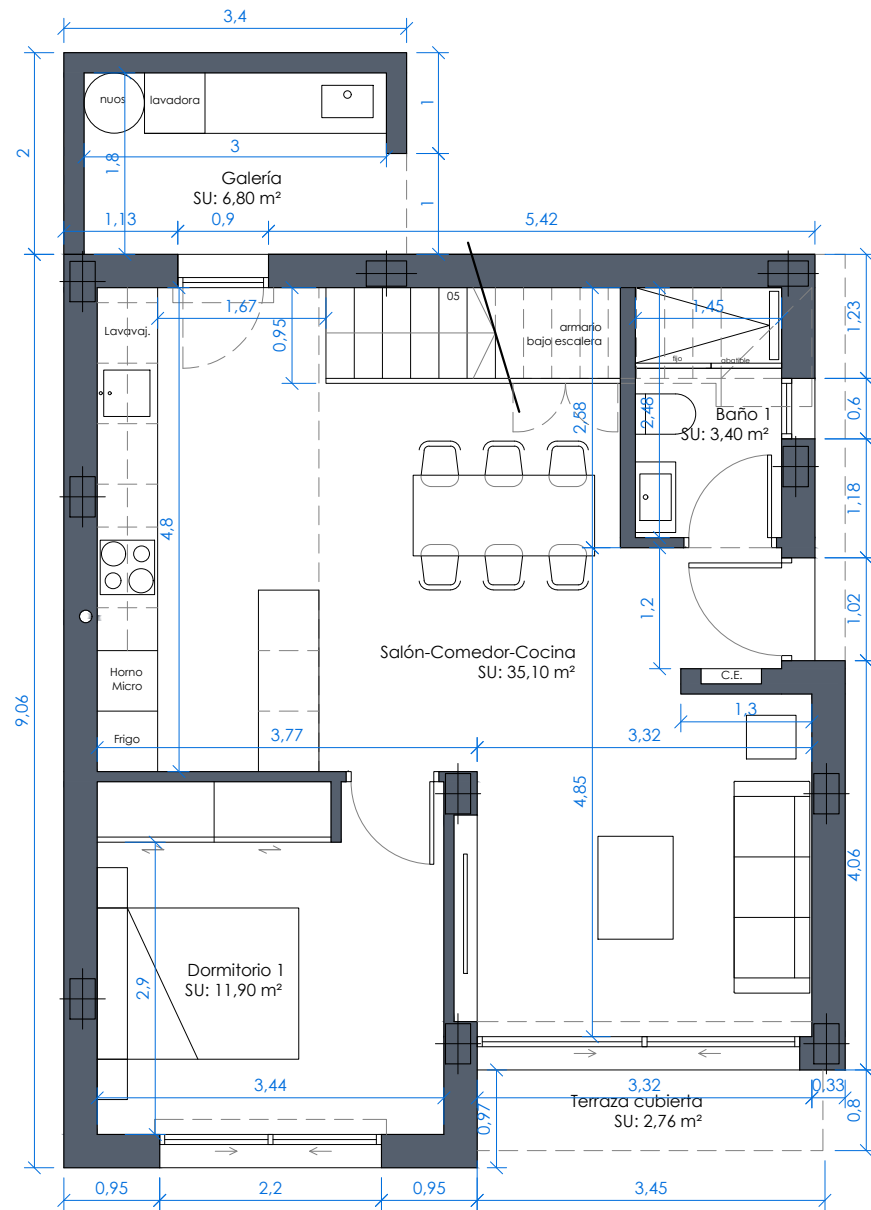 3,4
2
1
nuos
lavadora
1,8
3
Galería
SU: 6,80 m²
1
1,13
0,9
5,42
05
Lavavaj.
1,67
0,95
armario
bajo escalera
1,45
fijo
abatible
1,23
2,58
2,48
Baño 1
SU: 3,40 m²
0,6
4,8
1,18
1,2
1,02
Salón-Comedor-Cocina
SU: 35,10 m²
Horno
Micro
C.E.
9,06
Frigo
1,3
3,77
3,32
4,85
4,06
Dormitorio 1
SU: 11,90 m²
2,9
3,44
3,32
0,33
Terraza cubierta
SU: 2,76 m²
0,97
0,8
0,95
2,2
0,95
3,45